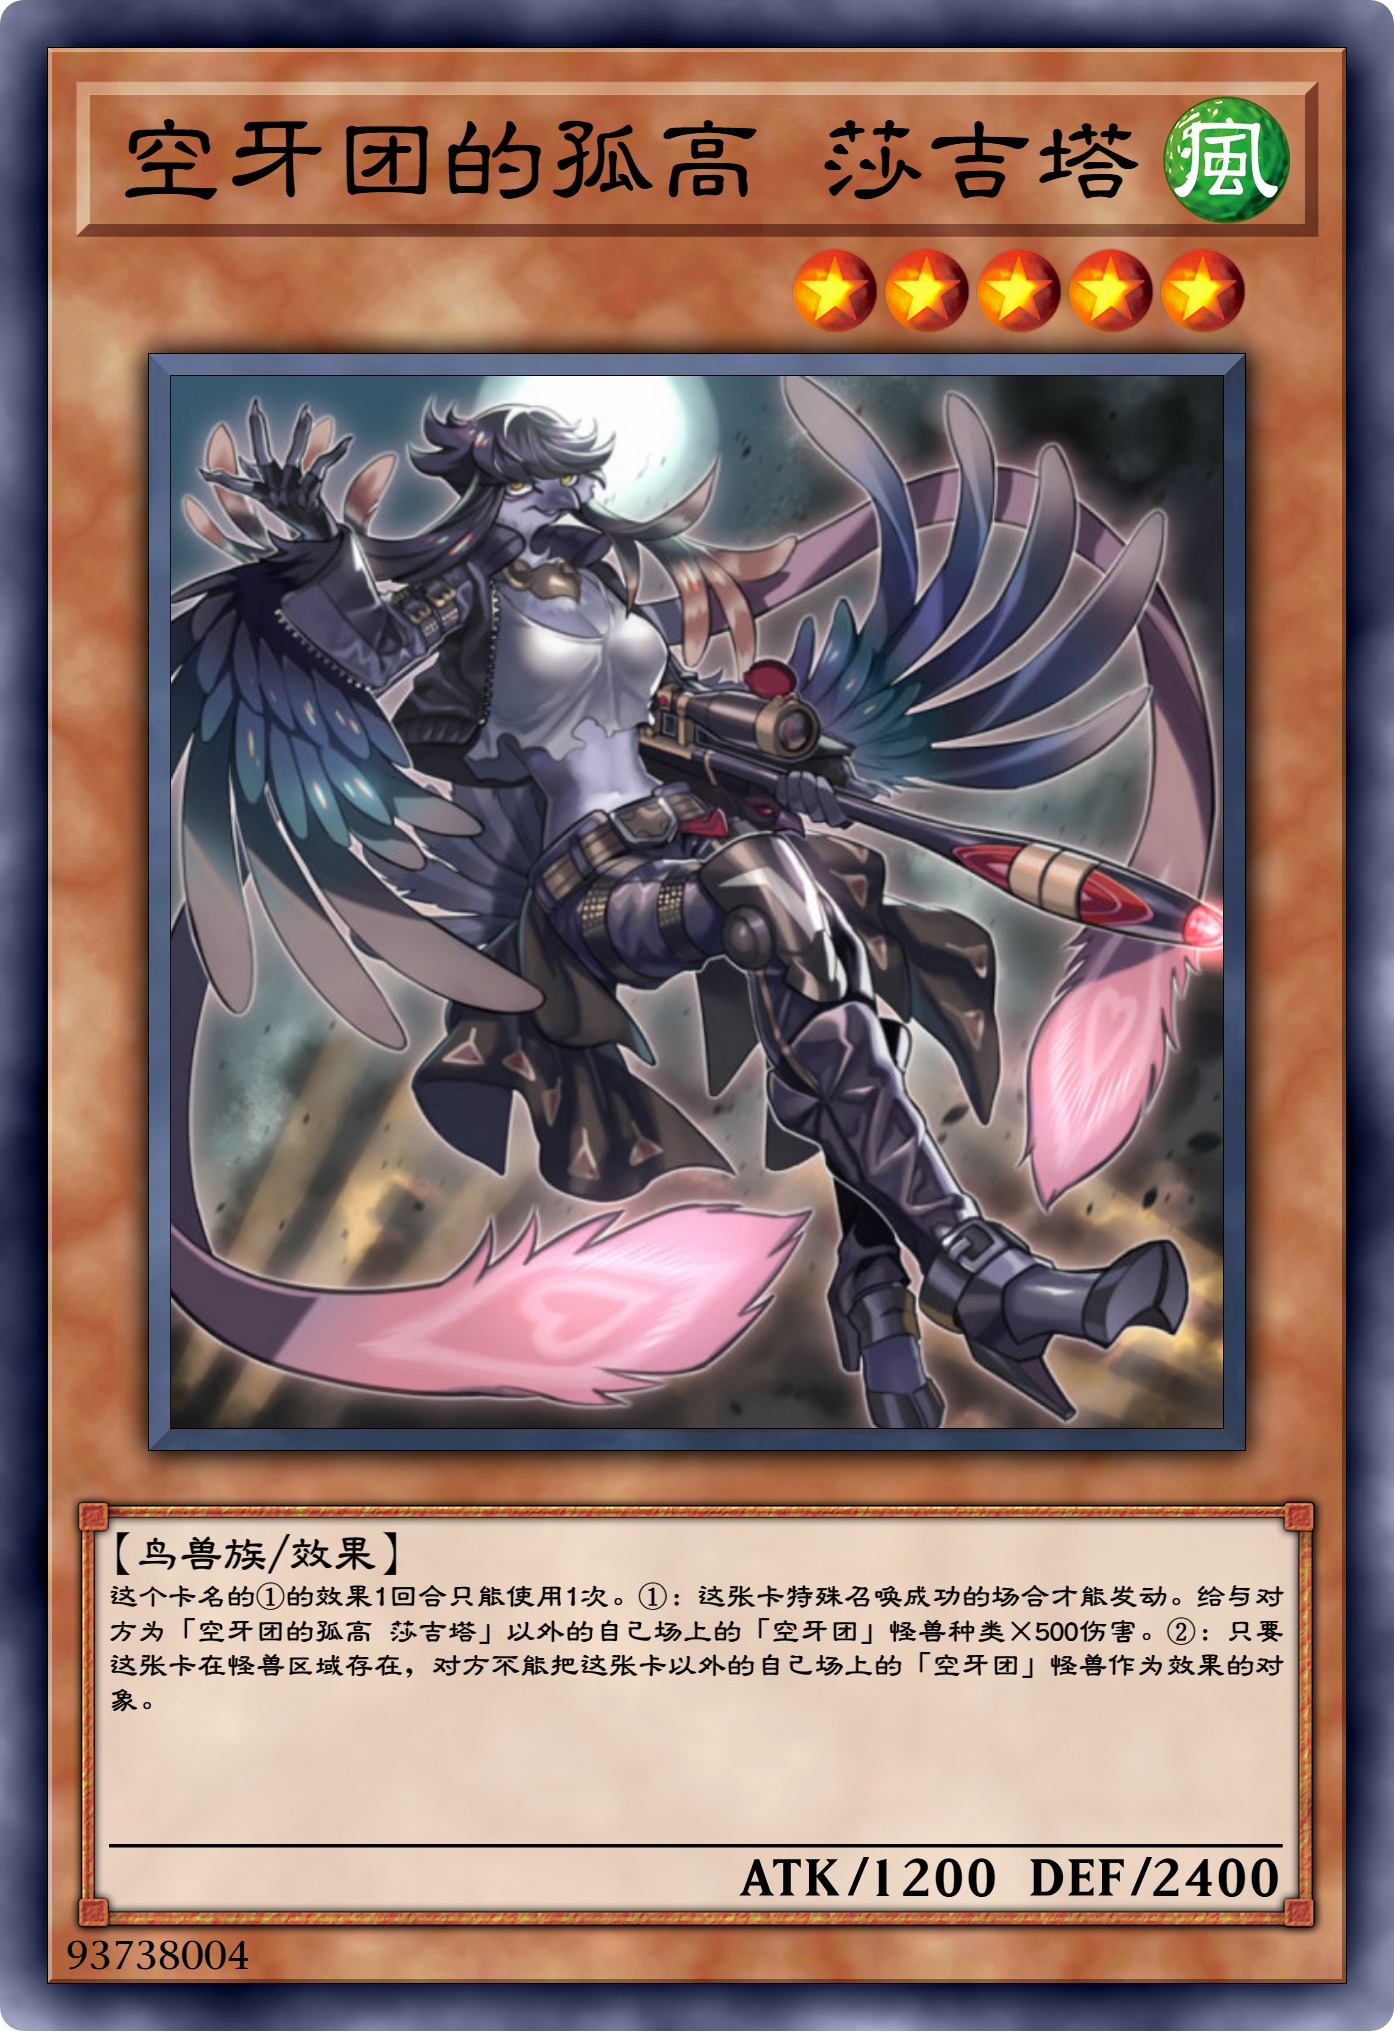 空牙团的孤高 莎吉塔
風
【鸟兽族/效果】
这个卡名的①的效果1回合只能使用1次。①：这张卡特殊召唤成功的场合才能发动。给与对
方为「空牙团的孤高 莎吉塔」以外的自己场上的「空牙团」怪兽种类×500伤害。②：只要
这张卡在怪兽区域存在，对方不能把这张卡以外的自己场上的「空牙团」怪兽作为效果的对
象。
ATK/1200 DEF/2400
93738004